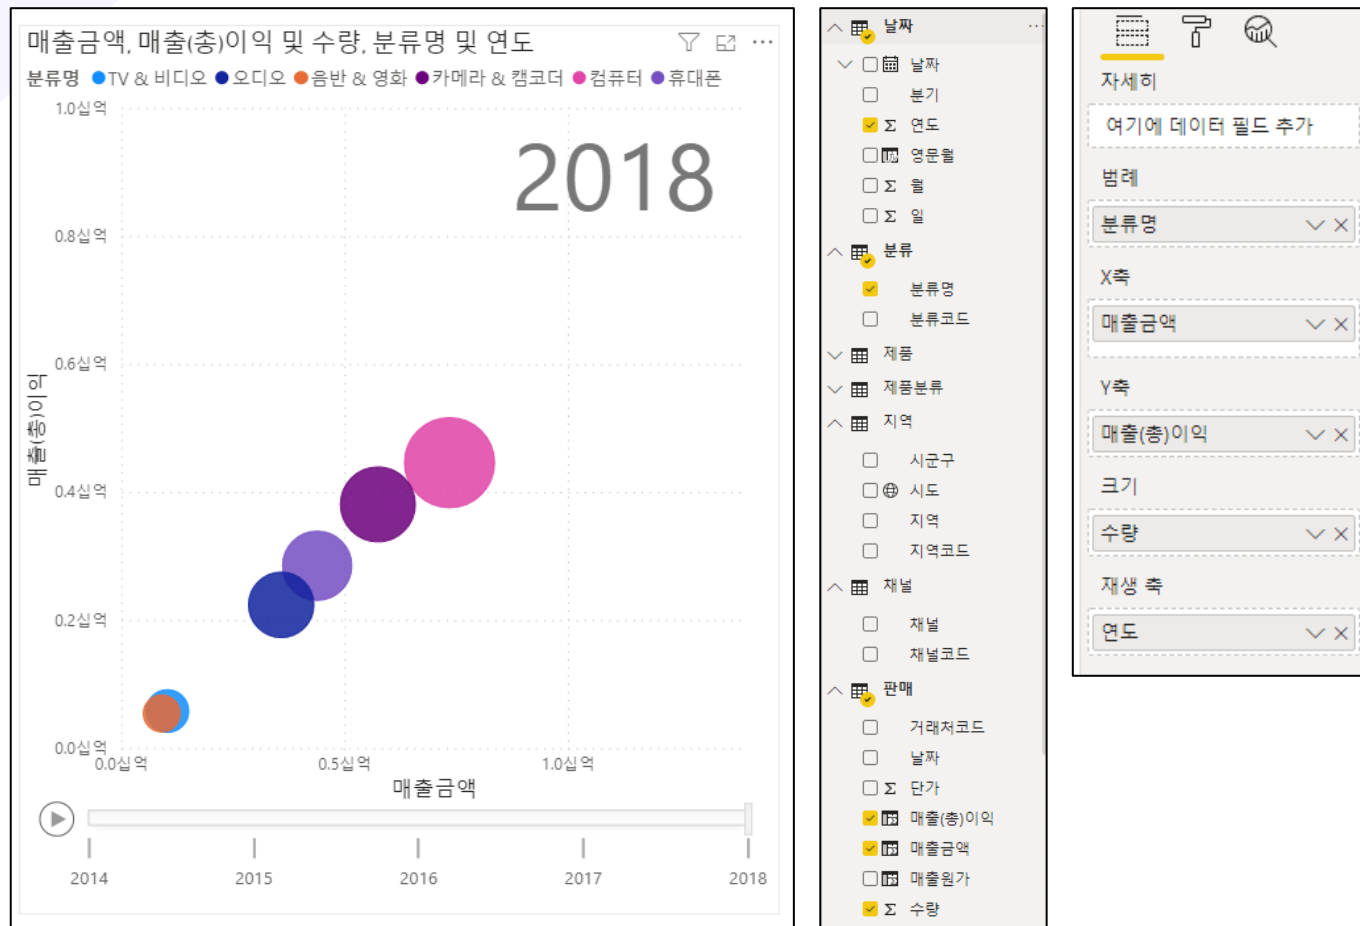 매출금액, 매출(총)이익 및 수량, 분류명 및 연도
분류명 TV & 비디오 오디오 음반 & 영화 카메라 & 캠코더 컴퓨터 휴대폰
1.0십억
2018
0.8십억
0.6십억
매출(총)이익
0.4십억
0.2십억
0.0십억
0.0십억 0.5십억 1.0십억
매출금액
2014 2015 2016 2017 2018
날짜
날짜
분기
연도
영문월
월
일
분류
분류명
분류코드
제품
제품분류
지역
시군구
시도
지역
지역코드
채널
채널
채널코드
판매
거래처코드
날짜
단가
매출(총)이익
매출금액
매출원가
수량
자세히
여기에 데이터 필드 추가
범례
분류명
X축
매출금액
Y축
매출(총)이익
크기
수량
재생 축
연도